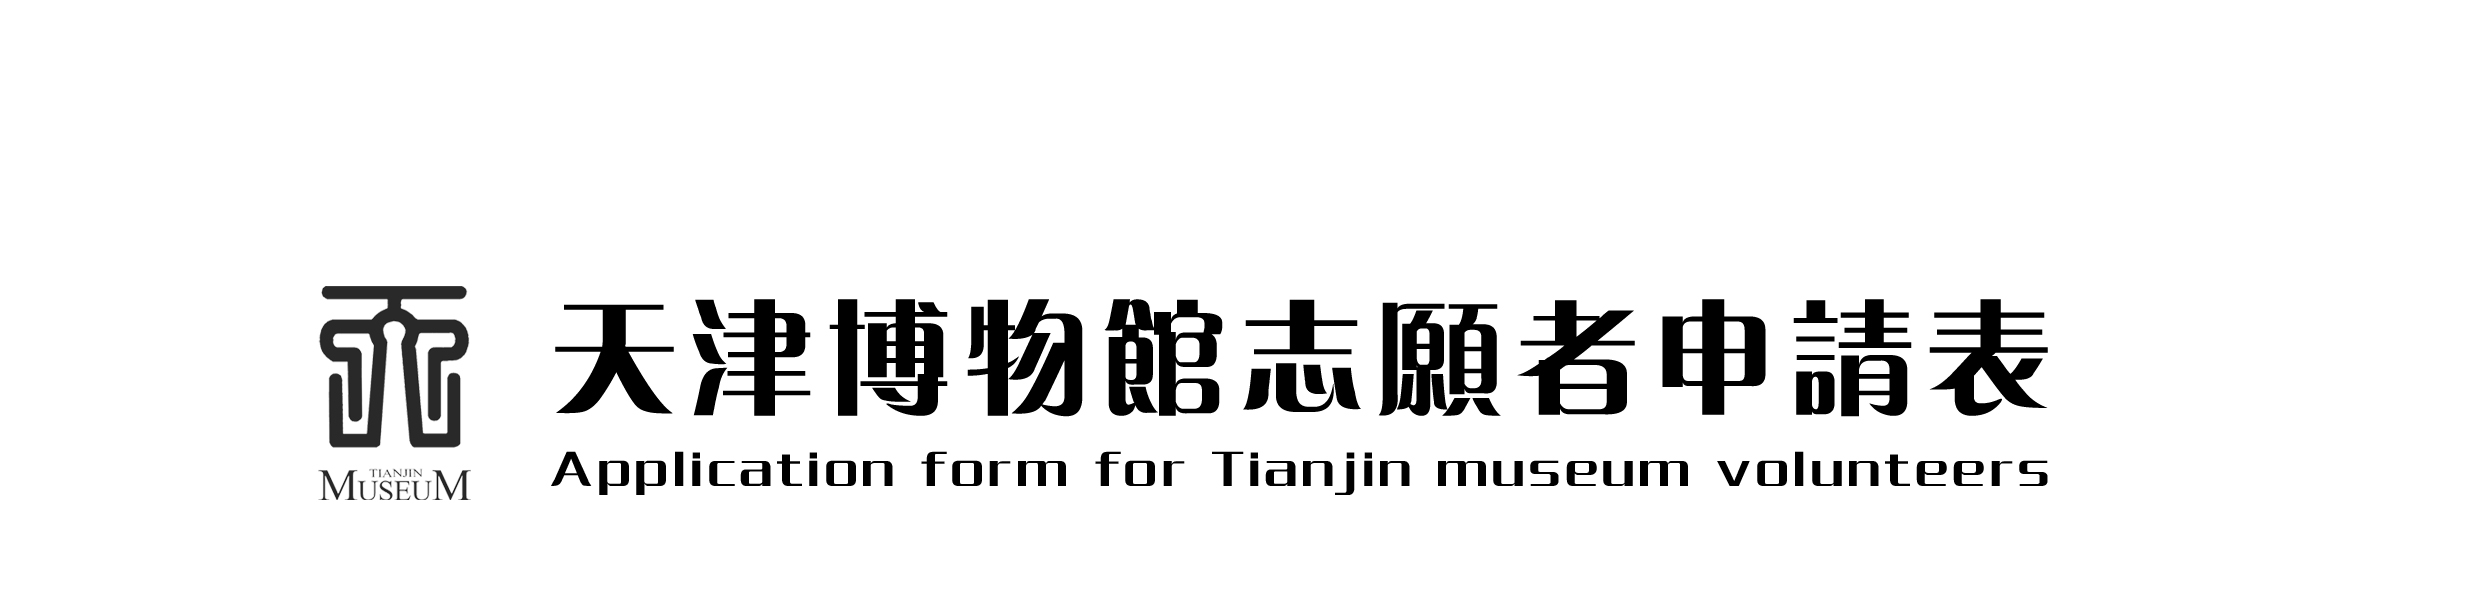 天津博物館志願者申請表
Application form for Tianjin museum volunteers
TIANJIN
MUSEUM